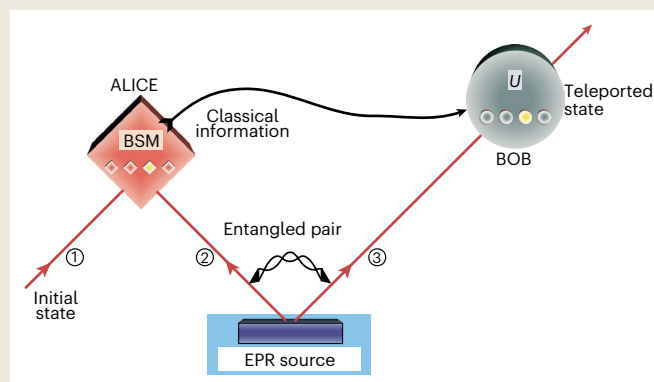 ALICE
BSM
Classical
information
U
Teleported
state
BOB
Entangled pair
①
②
③
Initial
state
EPR source